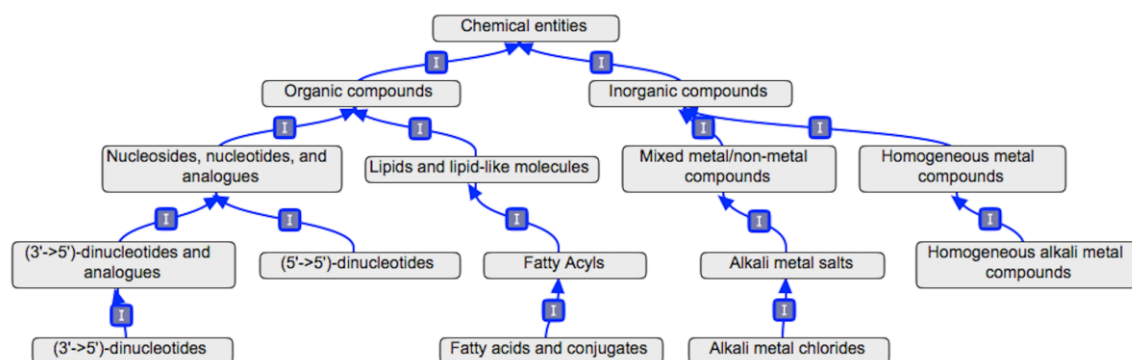 Chemical entities
I
I
Organic compounds
Inorganic compounds
I
I
I
I
Nucleosides, nucleotides, and
analogues
Lipids and lipid-like molecules
Mixed metal/non-metal
compounds
Homogeneous metal
compounds
I
I
I
I
I
(3'->5')-dinucleotides and
analogues
(5'->5')-dinucleotides
Fatty Acyls
Alkali metal salts
Homogeneous alkali metal
compounds
I
I
I
(3'->5')-dinucleotides
Fatty acids and conjugates
Alkali metal chlorides